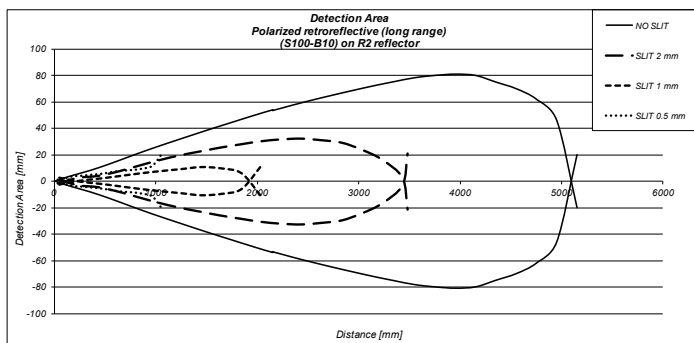 Detection Area
Polarized retroreflective (long range)
(S100-B10) on R2 reflector
NO SLIT
SLIT 2 mm
SLIT 1 mm
SLIT 0.5 mm
Detection Area [mm]
100
80
60
40
20
0
-20
-40
-60
-80
-100
0
1000
2000
3000
4000
5000
6000
Distance [mm]